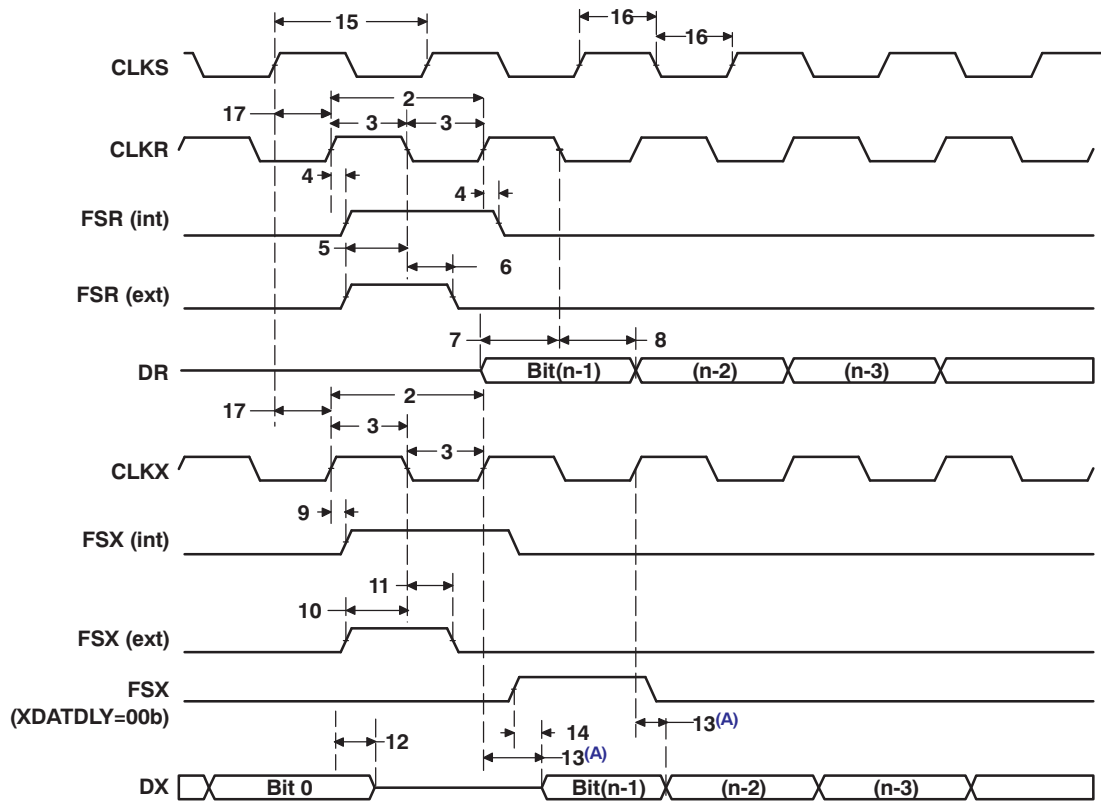 15
16
16
CLKS
17
2
3
3
CLKR
4
4
FSR (int)
5
6
FSR (ext)
7
8
DR
Bit(n-1)
(n-2)
(n-3)
2
17
3
3
CLKX
9
FSX (int)
11
10
FSX (ext)
FSX
(XDATDLY=00b)
14
13(A)
12
13(A)
DX
Bit 0
Bit(n-1)
(n-2)
(n-3)